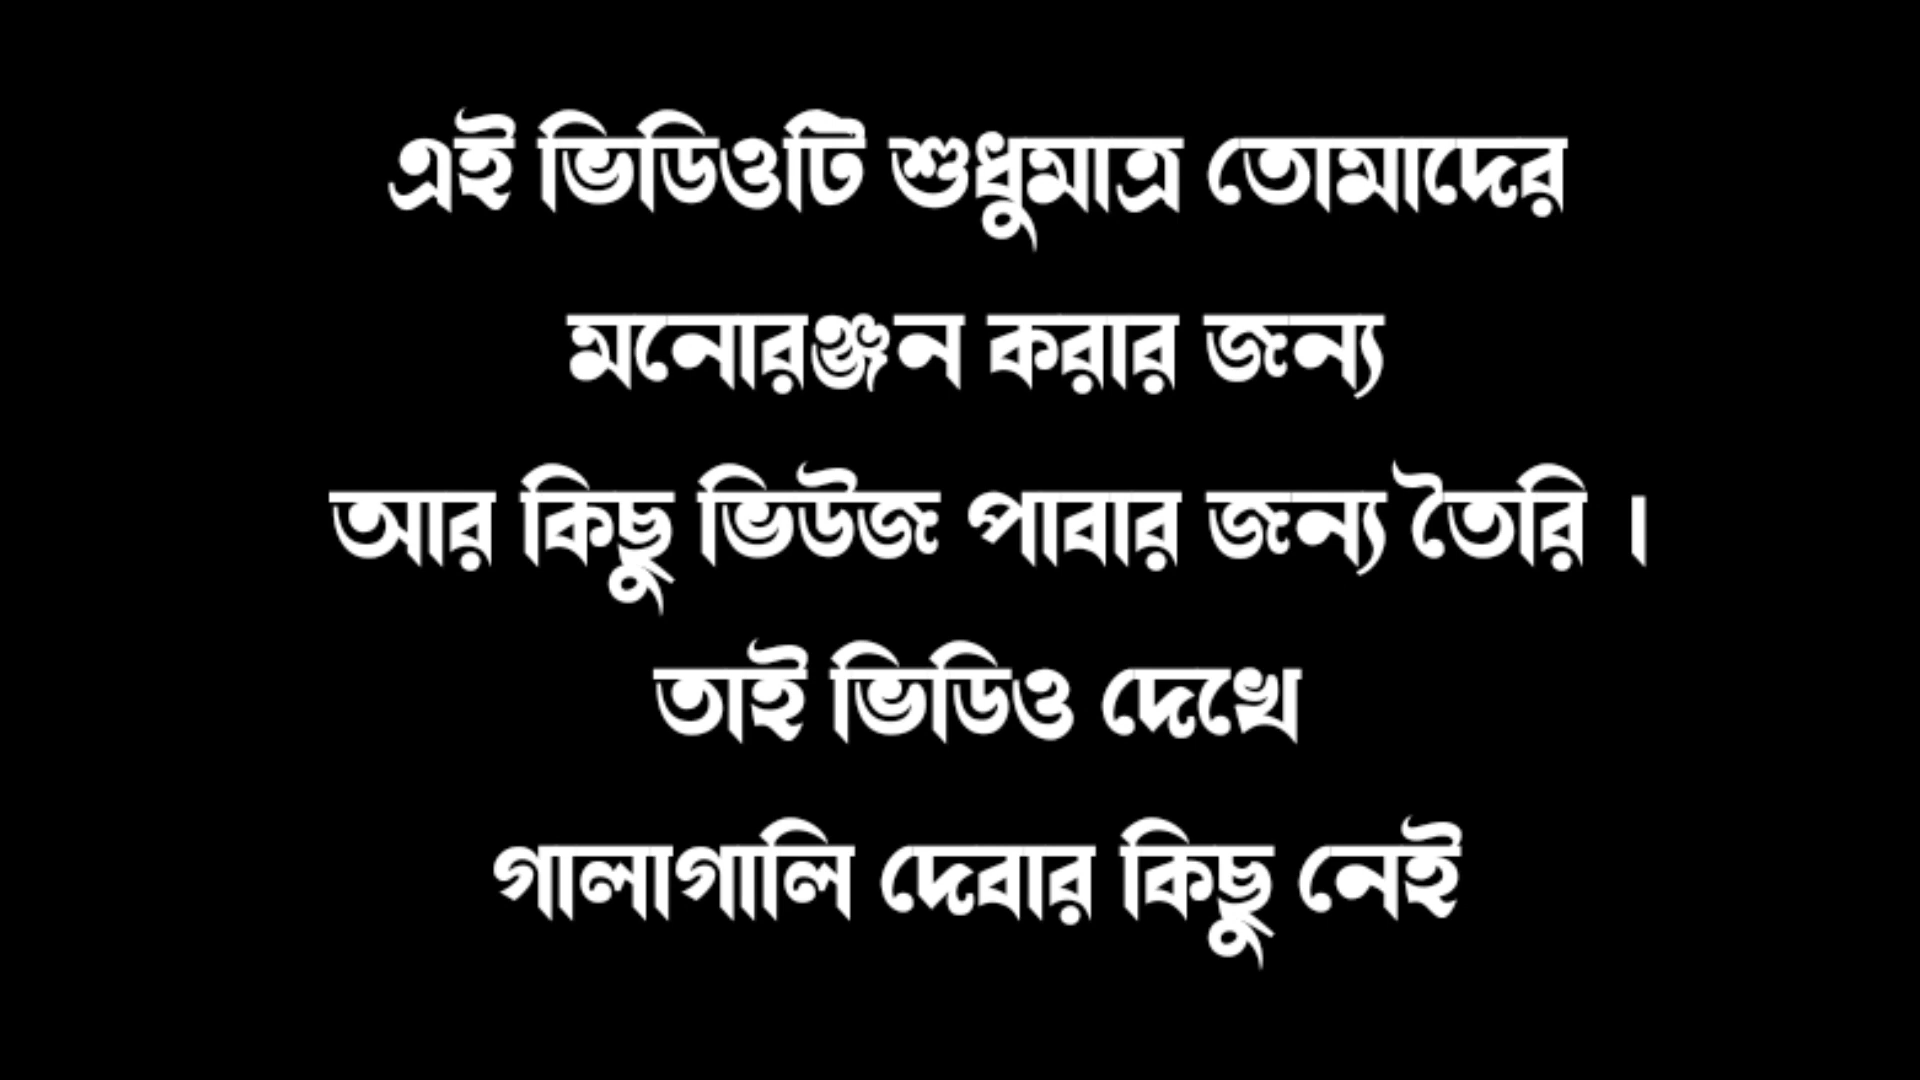 এই ভিডিওটি শুধুমাত্র তোমাদের
মনোরঞ্জন করার জন্য
আর কিছু ভিউজ পাবার জন্য তৈরি ।
তাই ভিডিও দেখে
গালাগালি দেবার কিছু নেই